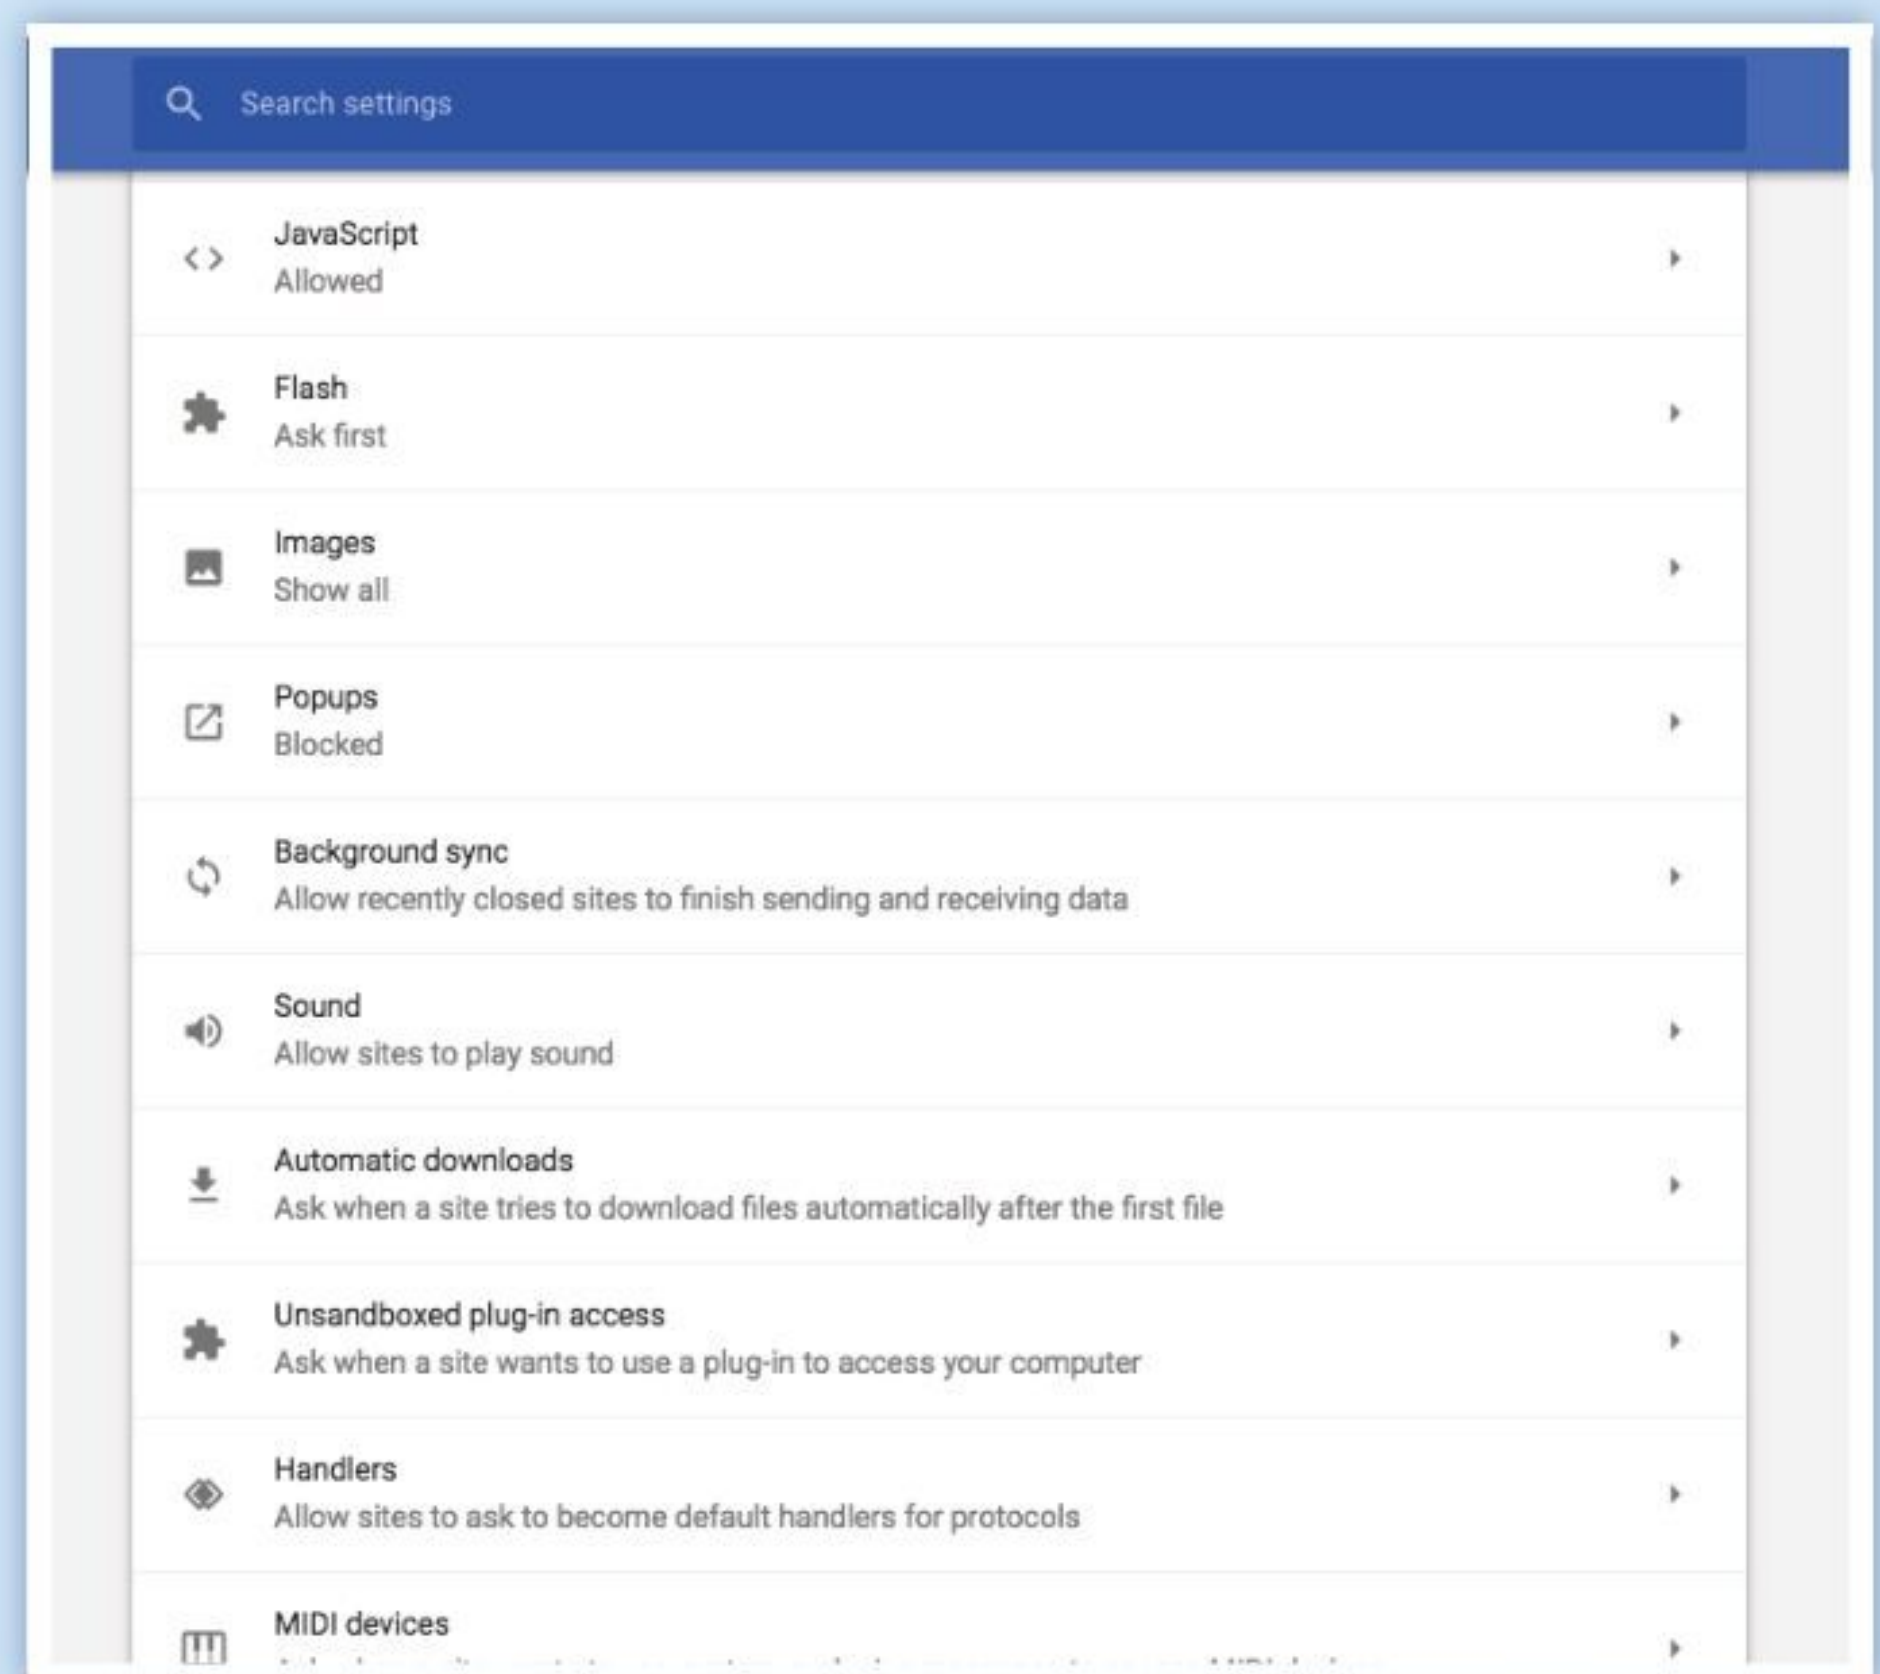 Search settings
JavaScript
Allowed
Flash
Ask first
Images
Show all
Popups
Blocked
Background sync
Allow recently closed sites to finish sending and receiving data
Sound
Allow sites to play sound
Automatic downloads
Ask when a site tries to download files automatically after the first file
Unsandboxed plug-in access
Ask when a site wants to use a plug-in to access your computer
Handlers
Allow sites to ask to become default handlers for protocols
MIDI devices